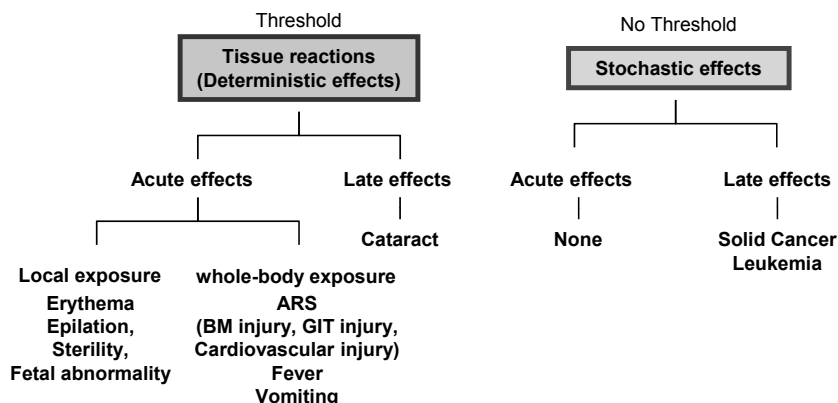 Threshold
Tissue reactions
(Deterministic effects)
Acute effects
Late effects
Cataract
Local exposure
Erythema
Epilation,
Sterility,
Fetal abnormality
whole-body exposure
ARS
(BM injury, GIT injury,
Cardiovascular injury)
Fever
Vomiting
No Threshold
Stochastic effects
Acute effects
None
Late effects
Solid Cancer
Leukemia